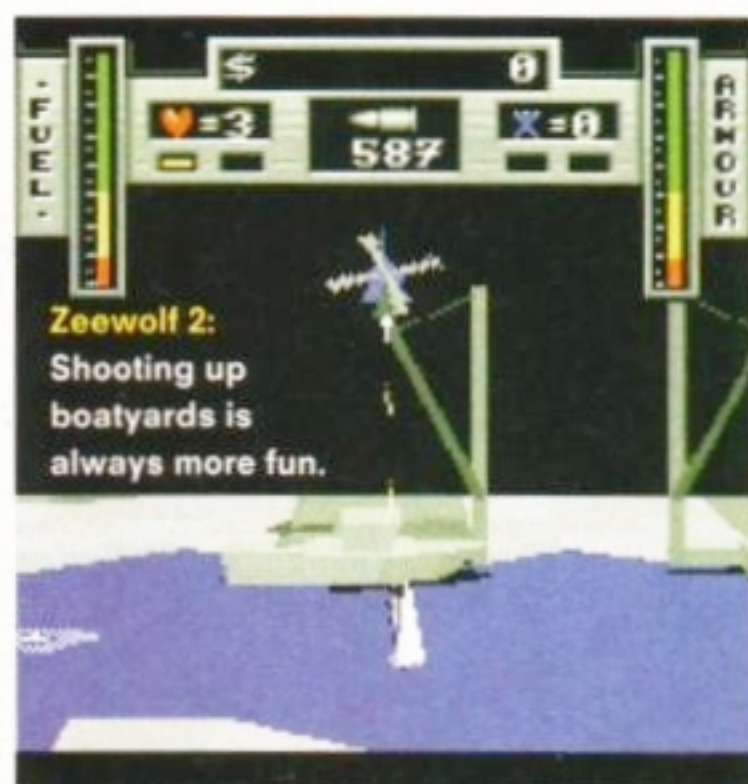 $ 0
·FUEL·
=3
587
=0
ARMOUR
Zeewolf 2:
Shooting up
boatyards is
always more fun.